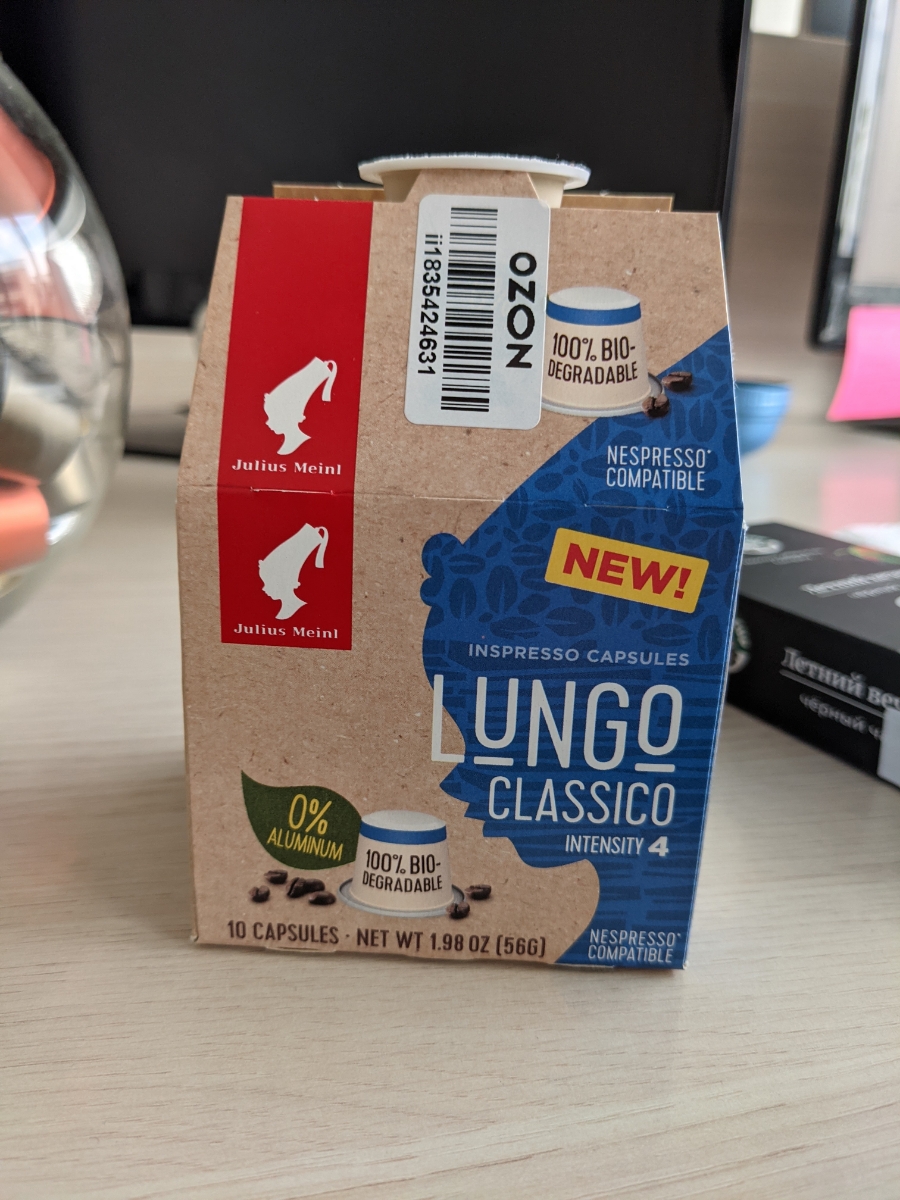 OZON
ii1835424631
100% BIO-
DEGRADABLE
Julius Meinl
NESPRESSO*
COMPATIBLE
Julius Meinl
NEW!
INSPRESSO CAPSULES
LUNGO
CLASSICO
INTENSITY 4
0%
ALUMINUM
100% BIO-
DEGRADABLE
10 CAPSULES · NET WT 1.98 OZ (56G)
NESPRESSO*
COMPATIBLE
Летний
чёрный